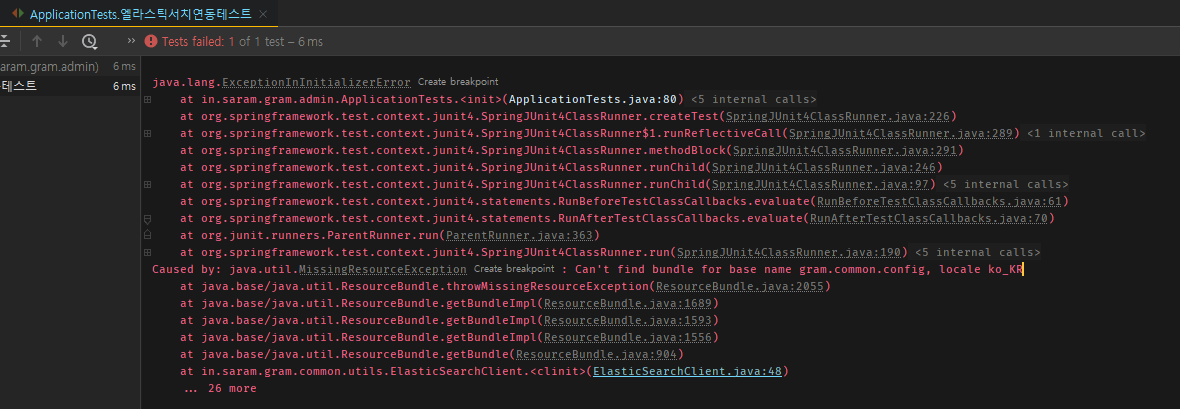 ApplicationTests.엘라스틱서치연동테스트 ×
» Tests failed: 1 of 1 test – 6 ms
aram.gram.admin) 6 ms
테스트 6 ms
java.lang.ExceptionInInitializerError Create breakpoint
at in.saram.gram.admin.ApplicationTests.<init>(ApplicationTests.java:80) <5 internal calls>
at org.springframework.test.context.junit4.SpringJUnit4ClassRunner.createTest(SpringJUnit4ClassRunner.java:226)
at org.springframework.test.context.junit4.SpringJUnit4ClassRunner$1.runReflectiveCall(SpringJUnit4ClassRunner.java:289) <1 internal call>
at org.springframework.test.context.junit4.SpringJUnit4ClassRunner.methodBlock(SpringJUnit4ClassRunner.java:291)
at org.springframework.test.context.junit4.SpringJUnit4ClassRunner.runChild(SpringJUnit4ClassRunner.java:246)
at org.springframework.test.context.junit4.SpringJUnit4ClassRunner.runChild(SpringJUnit4ClassRunner.java:97) <5 internal calls>
at org.springframework.test.context.junit4.statements.RunBeforeTestClassCallbacks.evaluate(RunBeforeTestClassCallbacks.java:61)
at org.springframework.test.context.junit4.statements.RunAfterTestClassCallbacks.evaluate(RunAfterTestClassCallbacks.java:70)
at org.junit.runners.ParentRunner.run(ParentRunner.java:363)
at org.springframework.test.context.junit4.SpringJUnit4ClassRunner.run(SpringJUnit4ClassRunner.java:190) <5 internal calls>
Caused by: java.util.MissingResourceException Create breakpoint : Can't find bundle for base name gram.common.config, locale ko_KR
at java.base/java.util.ResourceBundle.throwMissingResourceException(ResourceBundle.java:2055)
at java.base/java.util.ResourceBundle.getBundleImpl(ResourceBundle.java:1689)
at java.base/java.util.ResourceBundle.getBundleImpl(ResourceBundle.java:1593)
at java.base/java.util.ResourceBundle.getBundleImpl(ResourceBundle.java:1556)
at java.base/java.util.ResourceBundle.getBundle(ResourceBundle.java:904)
at in.saram.gram.common.utils.ElasticSearchClient.<clinit>(ElasticSearchClient.java:48)
... 26 more